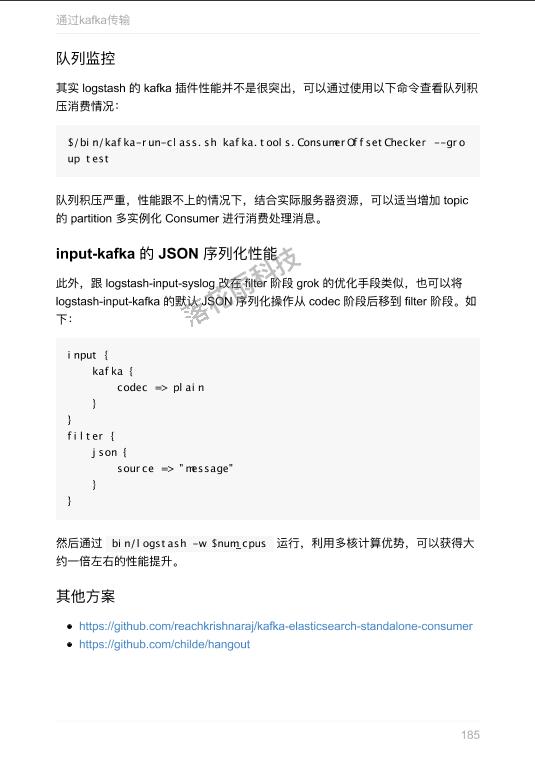 通过kafka传输
队列监控
其实 logstash 的 kafka 插件性能并不是很突出，可以通过使用以下命令查看队列积
压消费情况：
$/bin/kafka-run-class.sh kafka.tools.ConsumerOffsetChecker --gro
up test
队列积压严重，性能跟不上的情况下，结合实际服务器资源，可以适当增加 topic
的 partition 多实例化 Consumer 进行消费处理消息。
input-kafka 的 JSON 序列化性能
此外，跟 logstash-input-syslog 改在 filter 阶段 grok 的优化手段类似，也可以将
logstash-input-kafka 的默认 JSON 序列化操作从 codec 阶段后移到 filter 阶段。如
下：
input {
    kafka {
        codec => plain
    }
}
filter {
    json {
        source => "message"
    }
}
然后通过 bin/logstash -w $num_cpus 运行，利用多核计算优势，可以获得大
约一倍左右的性能提升。
其他方案
https://github.com/reachkrishnaraj/kafka-elasticsearch-standalone-consumer
https://github.com/childe/hangout
185
落花雨科技